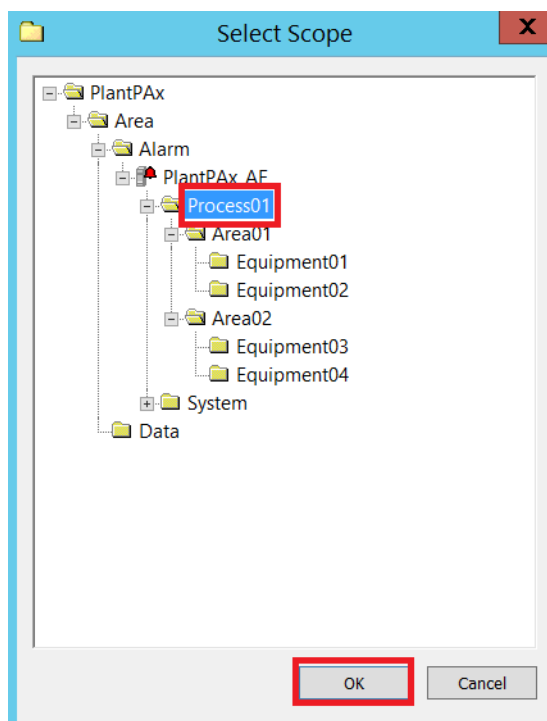 Select Scope
X
PlantPAx
Area
Alarm
PlantPAx_AE
Process01
Area01
Equipment01
Equipment02
Area02
Equipment03
Equipment04
System
Data
OK
Cancel